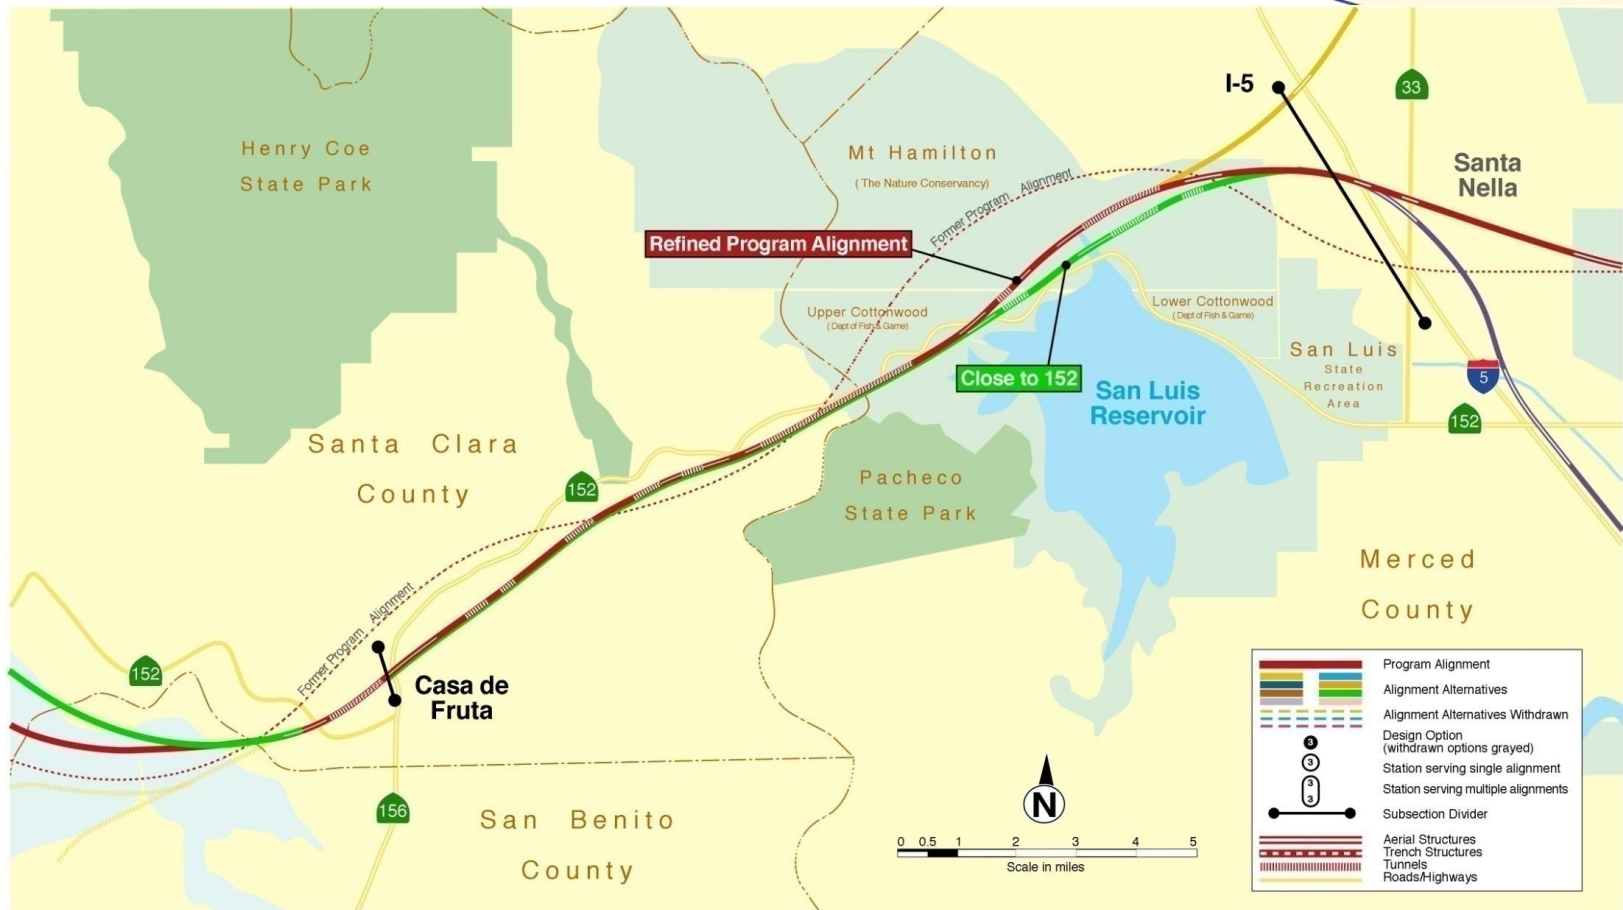 I-5
33
Santa
Nella
Henry Coe
State Park
Mt Hamilton
( The Nature Conservancy)
Former Program Alignment
Refined Program Alignment
Upper Cottonwood
( Dept of Fish & Game)
Lower Cottonwood
( Dept of Fish & Game)
Close to 152
San Luis
Reservoir
San Luis
State
Recreation
Area
5
152
Santa Clara
County
152
Pacheco
State Park
Merced
County
Former Program Alignment
152
Casa de
Fruta
156
San Benito
County
N
0 0.5 1 2 3 4 5
Scale in miles
Program Alignment
Alignment Alternatives
Alignment Alternatives Withdrawn
3
Design Option
(withdrawn options grayed)
3
Station serving single alignment
3
3
Station serving multiple alignments
Subsection Divider
Aerial Structures
Trench Structures
Tunnels
Roads/Highways